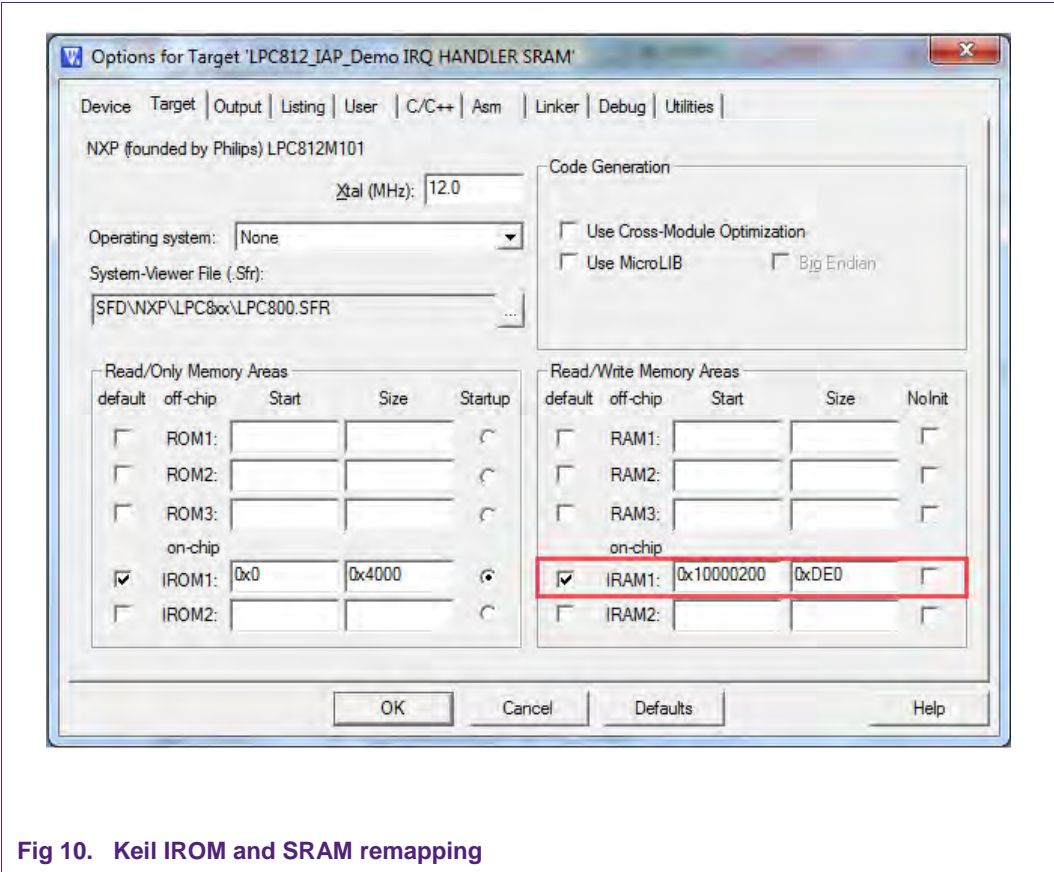 Options for Target 'LPC812_IAP_Demo IRQ HANDLER SRAM'
Device Target Output Listing User C/C++ Asm Linker Debug Utilities
NXP (founded by Philips) LPC812M101
Xtal (MHz): 12.0
Operating system: None
System-Viewer File (.Sfr):
SFD\NXP\LPC8xx\LPC800.SFR ...
Code Generation
Use Cross-Module Optimization
Use MicroLIB Big Endian
Read/Only Memory Areas
default off-chip Start Size Startup
ROM1:
ROM2:
ROM3:
on-chip
IROM1: 0x0 0x4000
IROM2:
Read/Write Memory Areas
default off-chip Start Size NoInit
RAM1:
RAM2:
RAM3:
on-chip
IRAM1: 0x10000200 0xDE0
IRAM2:
OK Cancel Defaults Help
Fig 10. Keil IROM and SRAM remapping